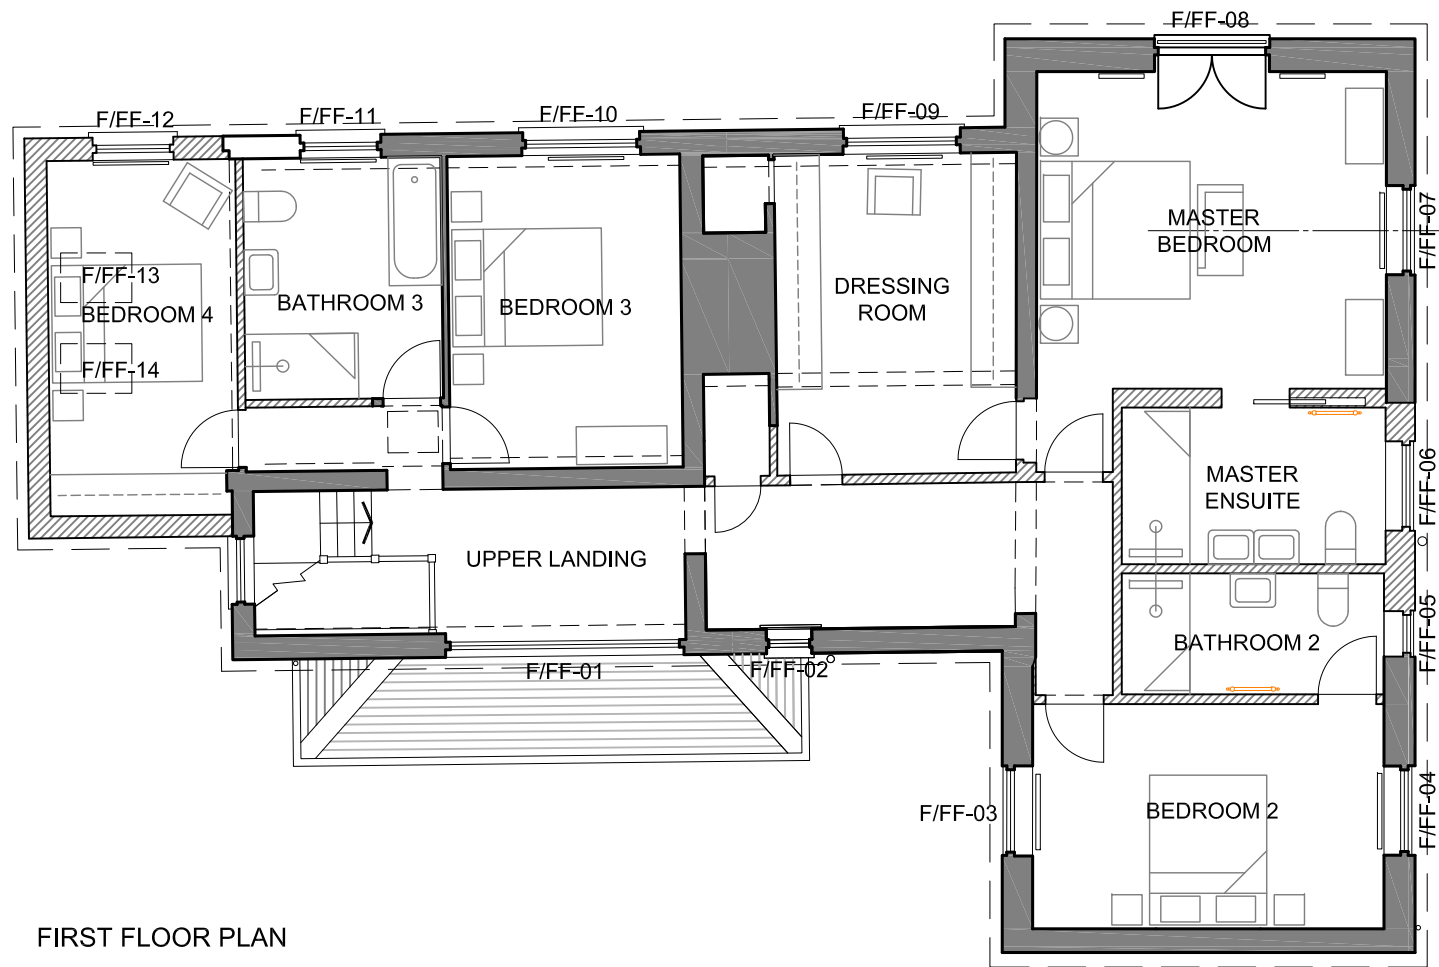 F/FF-08
F/FF-12
F/FF-11
F/FF-10
F/FF-09
F/FF-07
MASTER
BEDROOM
F/FF-13
BEDROOM 4
F/FF-14
BATHROOM 3
BEDROOM 3
DRESSING
ROOM
MASTER
ENSUITE
F/FF-06
UPPER LANDING
BATHROOM 2
F/FF-05
F/FF-01
F/FF-02
F/FF-03
BEDROOM 2
F/FF-04
FIRST FLOOR PLAN